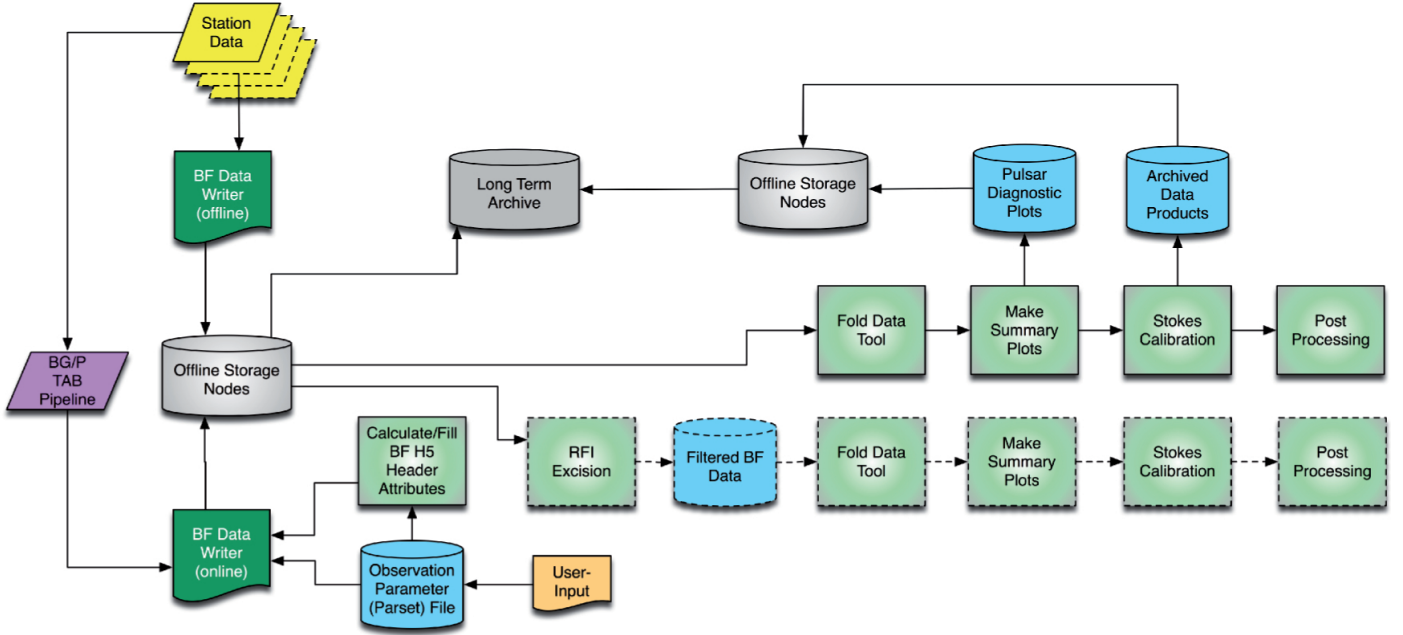 Station
Data
BF Data
Writer
(offline)
Long Term
Archive
Offline Storage
Nodes
Pulsar
Diagnostic
Plots
Archived
Data
Products
Fold Data
Tool
Make
Summary
Plots
Stokes
Calibration
Post
Processing
BG/P
TAB
Pipeline
Offline Storage
Nodes
Calculate/Fill
BF H5
Header
Attributes
RFI
Excision
Filtered BF
Data
Fold Data
Tool
Make
Summary
Plots
Stokes
Calibration
Post
Processing
BF Data
Writer
(online)
Observation
Parameter
(Parset) File
User-
Input